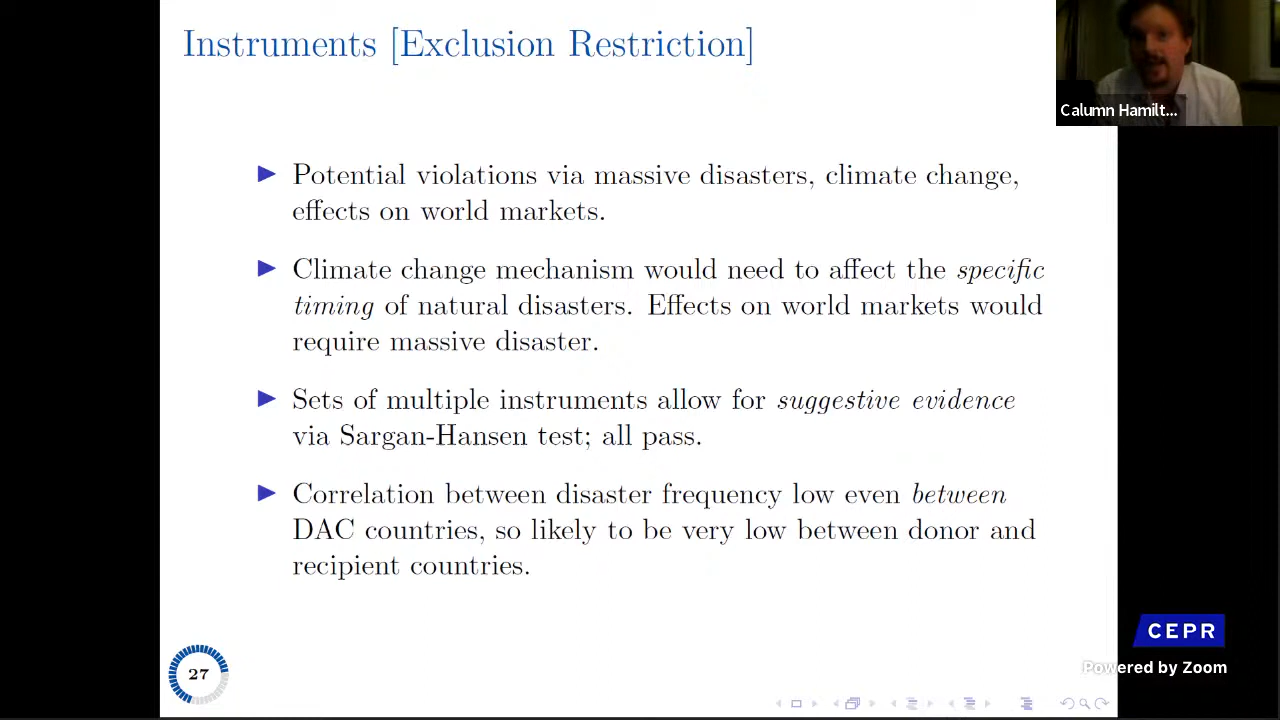 Instruments [Exclusion Restriction]
Calumn Hamilt...
▶ Potential violations via massive disasters, climate change,
effects on world markets.
▶ Climate change mechanism would need to affect the specific
timing of natural disasters. Effects on world markets would
require massive disaster.
▶ Sets of multiple instruments allow for suggestive evidence
via Sargan-Hansen test; all pass.
▶ Correlation between disaster frequency low even between
DAC countries, so likely to be very low between donor and
recipient countries.
27
CEPR
Powered by Zoom